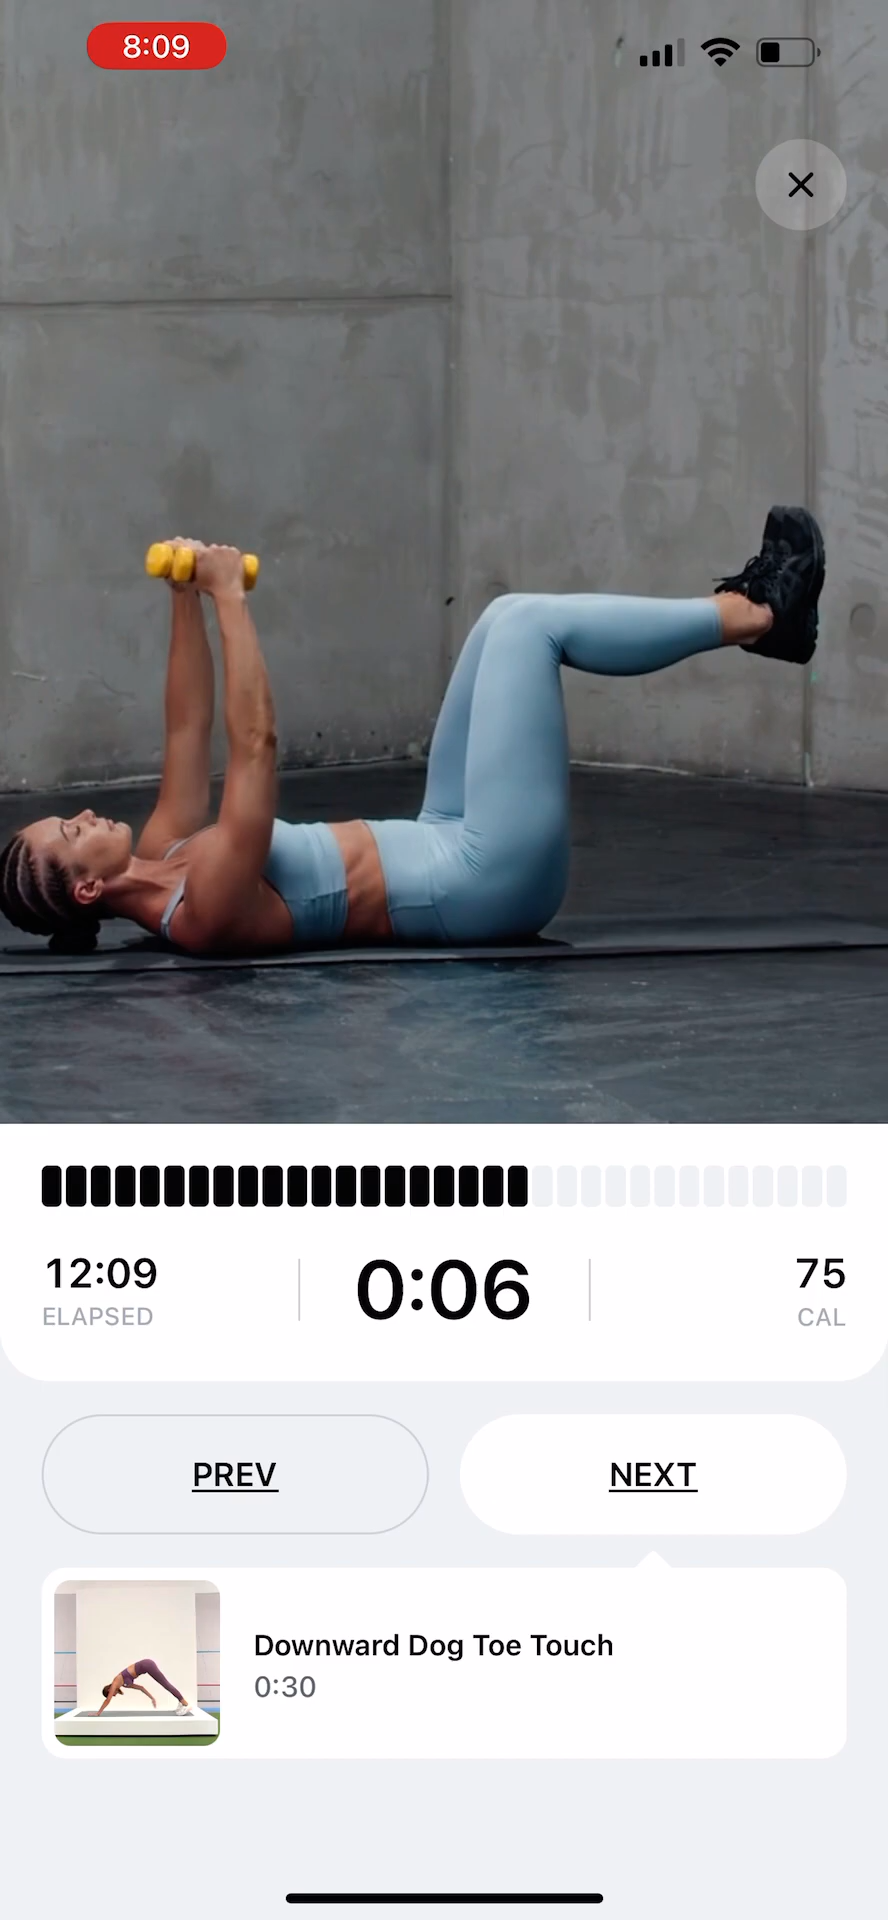 8:09
12:09
ELAPSED
0:06
75
CAL
PREV
NEXT
Downward Dog Toe Touch
0:30